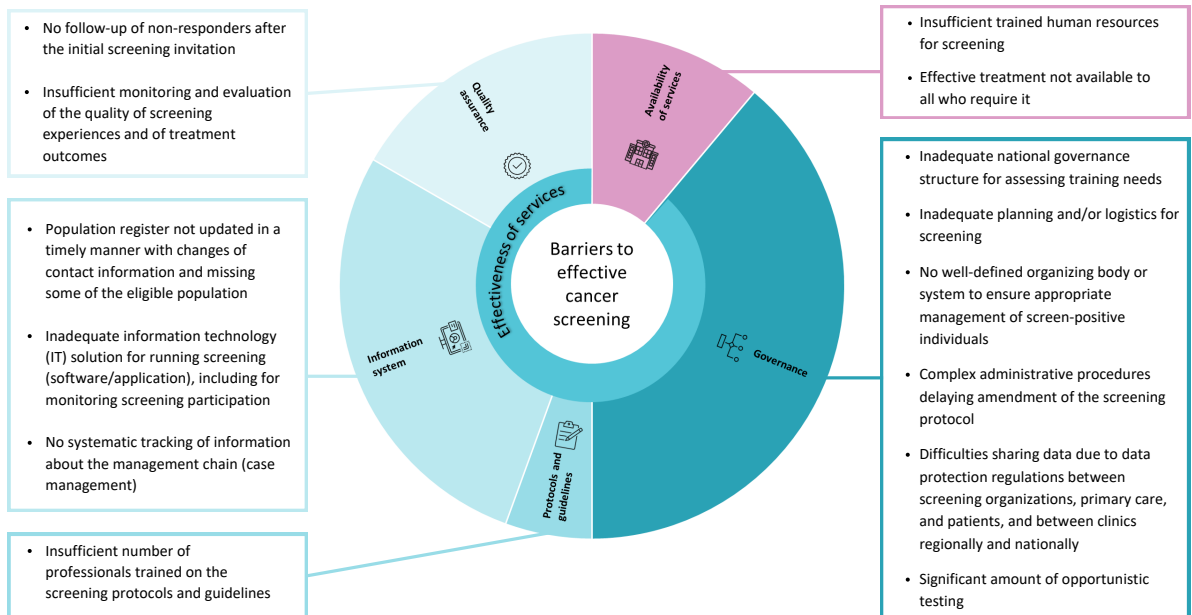 • No follow-up of non-responders after
the initial screening invitation
• Insufficient monitoring and evaluation
of the quality of screening
experiences and of treatment
outcomes
• Population register not updated in a
timely manner with changes of
contact information and missing
some of the eligible population
• Inadequate information technology
(IT) solution for running screening
(software/application), including for
monitoring screening participation
• No systematic tracking of information
about the management chain (case
management)
• Insufficient number of
professionals trained on the
screening protocols and guidelines
Quality
assurance
Information
system
Protocols and
guidelines
Effectiveness of services
Barriers to
effective
cancer
screening
Availability
of services
Governance
• Insufficient trained human resources
for screening
• Effective treatment not available to
all who require it
• Inadequate national governance
structure for assessing training needs
• Inadequate planning and/or logistics for
screening
• No well-defined organizing body or
system to ensure appropriate
management of screen-positive
individuals
• Complex administrative procedures
delaying amendment of the screening
protocol
• Difficulties sharing data due to data
protection regulations between
screening organizations, primary care,
and patients, and between clinics
regionally and nationally
• Significant amount of opportunistic
testing